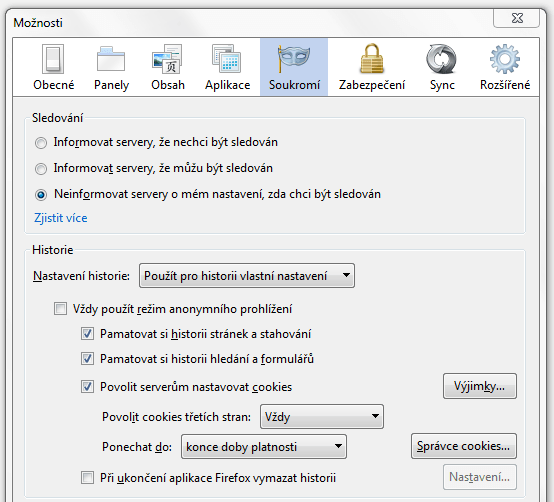 Možnosti
Obecné Panely Obsah Aplikace Soukromí Zabezpečení Sync Rozšířené
Sledování
Informovat servery, že nechci být sledován
Informovat servery, že můžu být sledován
Neinformovat servery o mém nastavení, zda chci být sledován
Zjistit více
Historie
Nastavení historie: Použít pro historii vlastní nastavení
Vždy použít režim anonymního prohlížení
Pamatovat si historii stránek a stahování
Pamatovat si historii hledání a formulářů
Povolit serverům nastavovat cookies Výjimky...
Povolit cookies třetích stran: Vždy
Ponechat do: konce doby platnosti Správce cookies...
Při ukončení aplikace Firefox vymazat historii Nastavení...